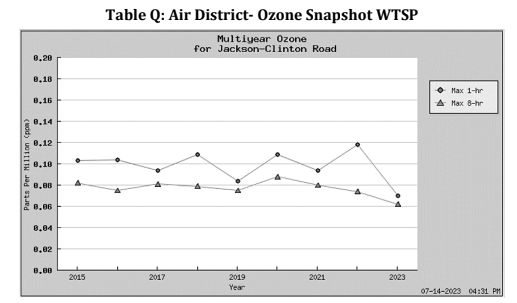 Table Q: Air District- Ozone Snapshot WTSP
Multiyear Ozone
for Jackson-Clinton Road
0.20
0.18
0.16
0.14
0.12
0.10
0.08
0.06
0.04
0.02
0.00
Parts Per Million (ppm)
Max 1-hr
Max 8-hr
2015
2017
2019
2021
2023
Year
07-14-2023 04:31 PM